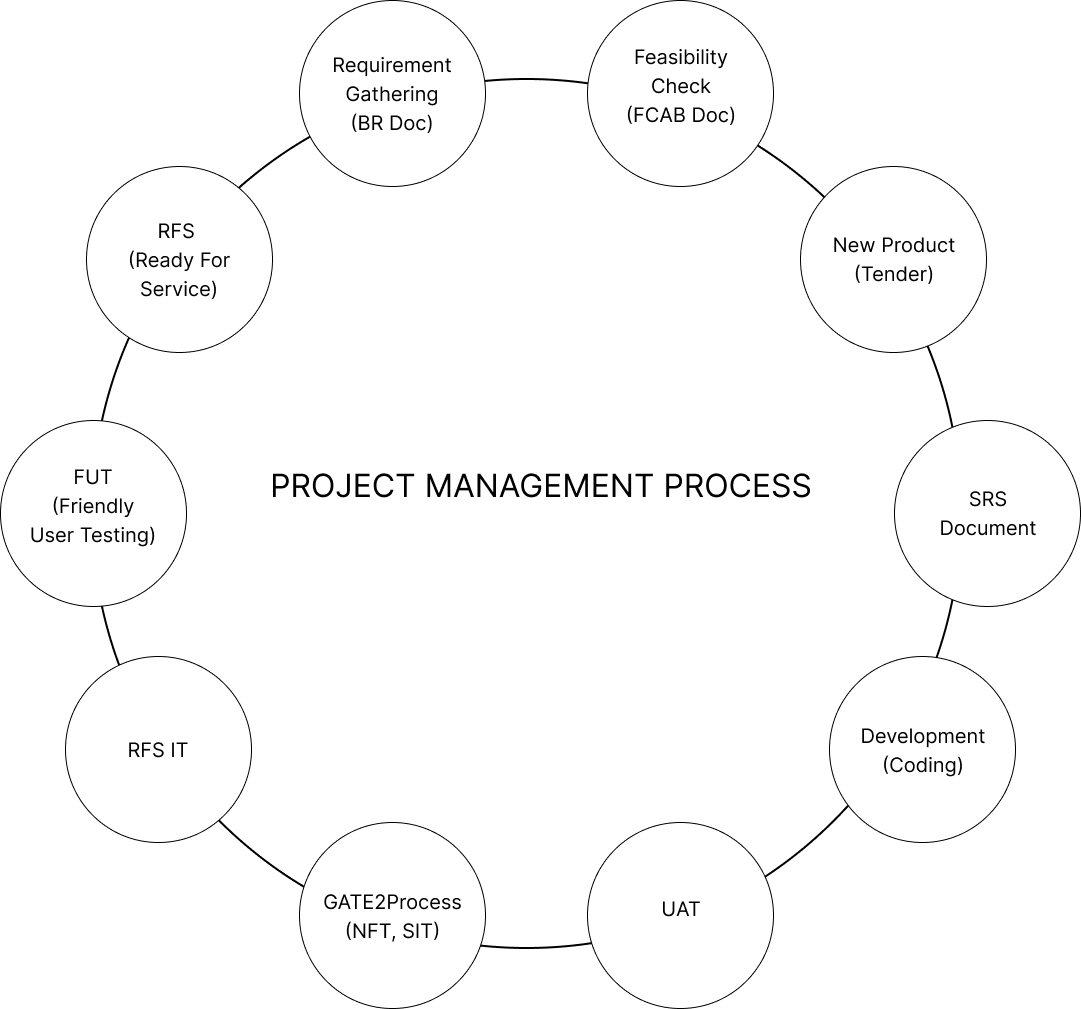 Requirement
Gathering
(BR Doc)
Feasibility
Check
(FCAB Doc)
New Product
(Tender)
SRS
Document
Development
(Coding)
UAT
GATE2Process
(NFT, SIT)
RFS IT
FUT
(Friendly
User Testing)
RFS
(Ready For
Service)
PROJECT MANAGEMENT PROCESS